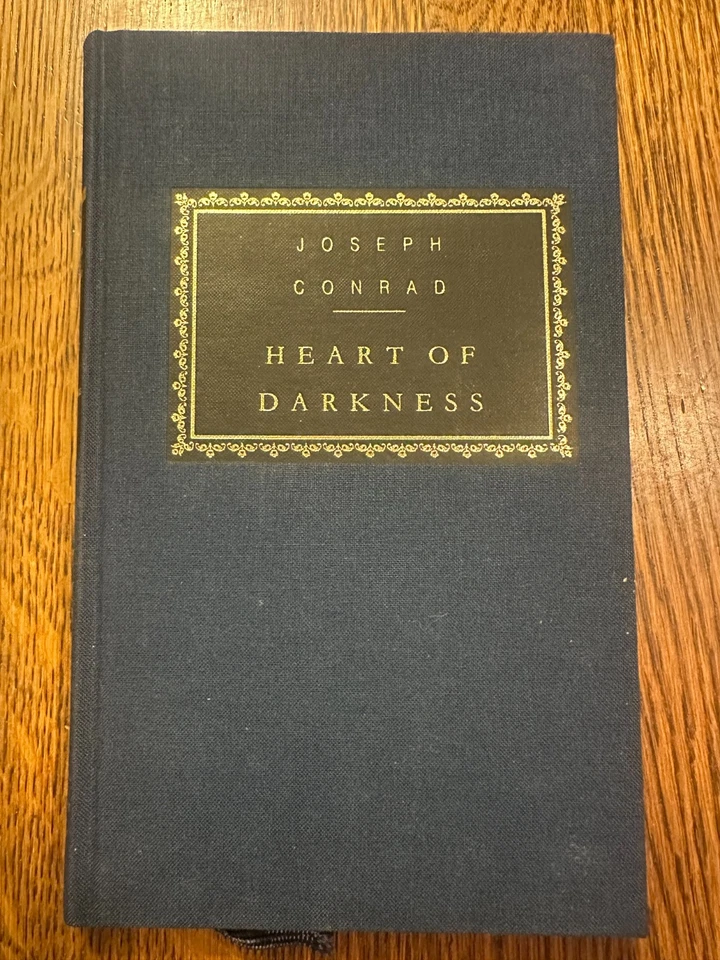 JOSEPH
CONRAD
HEART OF
DARKNESS